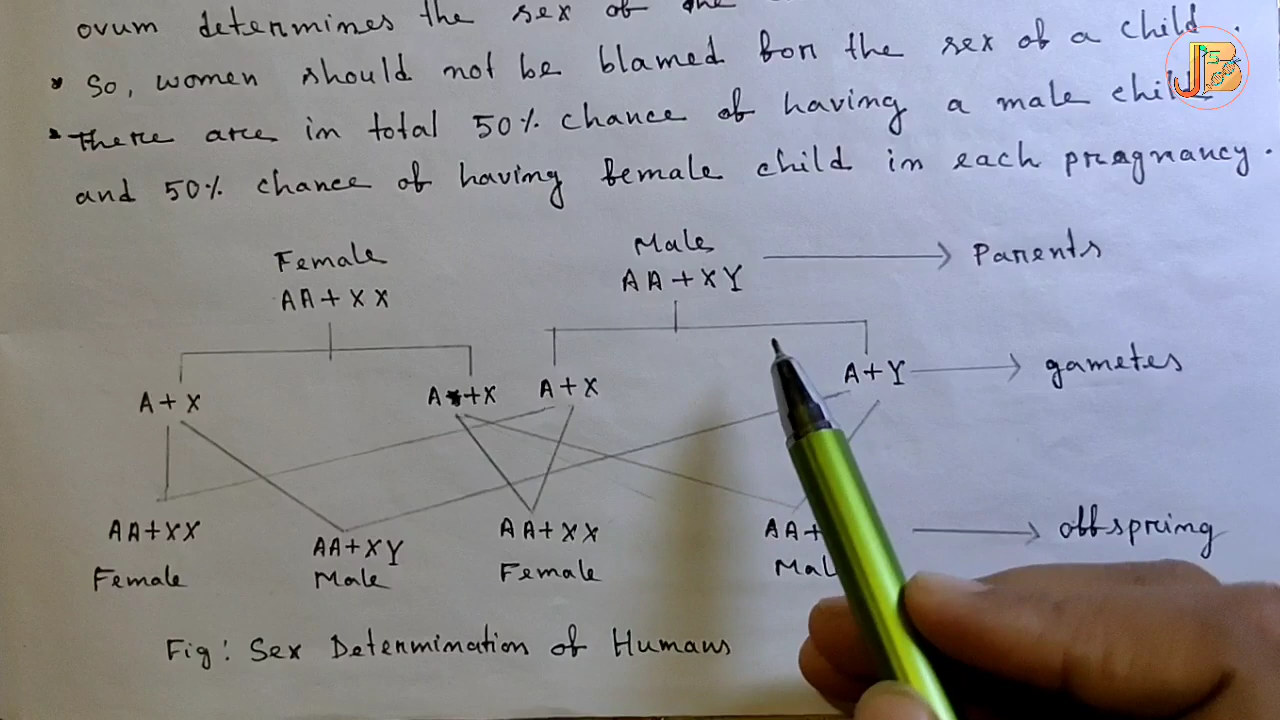 ovum determines the sex of the
So, women should not be blamed for the sex of a child.
There are in total 50% chance of having a male child
and 50% chance of having female child in each pregnancy.
Female
AA+XX
Male
AA+XY
Parents
A+X
A+X
A+X
A+Y
gametes
AA+XX
Female
AA+XY
Male
AA+XX
Female
AA+
Mal
offspring
Fig: Sex Determination of Humans